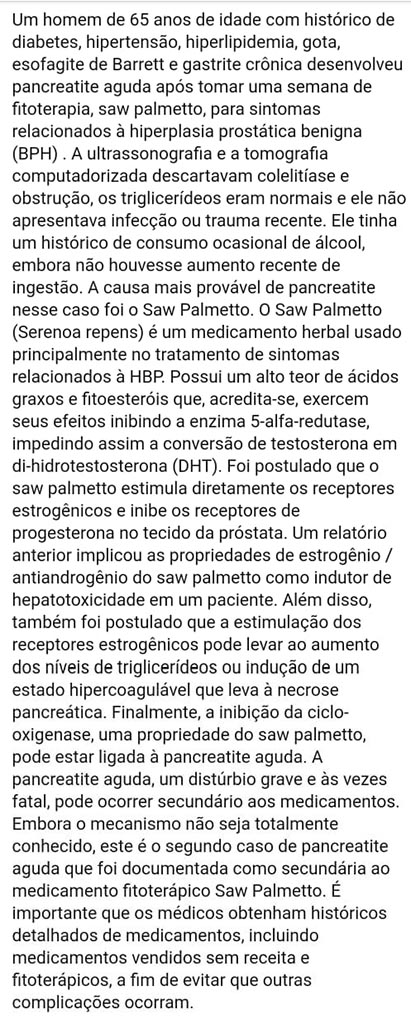 Um homem de 65 anos de idade com histórico de
diabetes, hipertensão, hiperlipidemia, gota,
esofagite de Barrett e gastrite crônica desenvolveu
pancreatite aguda após tomar uma semana de
fitoterapia, saw palmetto, para sintomas
relacionados à hiperplasia prostática benigna
(BPH) . A ultrassonografia e a tomografia
computadorizada descartavam colelitíase e
obstrução, os triglicerídeos eram normais e ele não
apresentava infecção ou trauma recente. Ele tinha
um histórico de consumo ocasional de álcool,
embora não houvesse aumento recente de
ingestão. A causa mais provável de pancreatite
nesse caso foi o Saw Palmetto. O Saw Palmetto
(Serenoa repens) é um medicamento herbal usado
principalmente no tratamento de sintomas
relacionados à HBP. Possui um alto teor de ácidos
graxos e fitoesteróis que, acredita-se, exercem
seus efeitos inibindo a enzima 5-alfa-redutase,
impedindo assim a conversão de testosterona em
di-hidrotestosterona (DHT). Foi postulado que o
saw palmetto estimula diretamente os receptores
estrogênicos e inibe os receptores de
progesterona no tecido da próstata. Um relatório
anterior implicou as propriedades de estrogênio /
antiandrogênio do saw palmetto como indutor de
hepatotoxicidade em um paciente. Além disso,
também foi postulado que a estimulação dos
receptores estrogênicos pode levar ao aumento
dos níveis de triglicerídeos ou indução de um
estado hipercoagulável que leva à necrose
pancreática. Finalmente, a inibição da ciclo-
oxigenase, uma propriedade do saw palmetto,
pode estar ligada à pancreatite aguda. A
pancreatite aguda, um distúrbio grave e às vezes
fatal, pode ocorrer secundário aos medicamentos.
Embora o mecanismo não seja totalmente
conhecido, este é o segundo caso de pancreatite
aguda que foi documentada como secundária ao
medicamento fitoterápico Saw Palmetto. É
importante que os médicos obtenham históricos
detalhados de medicamentos, incluindo
medicamentos vendidos sem receita e
fitoterápicos, a fim de evitar que outras
complicações ocorram.